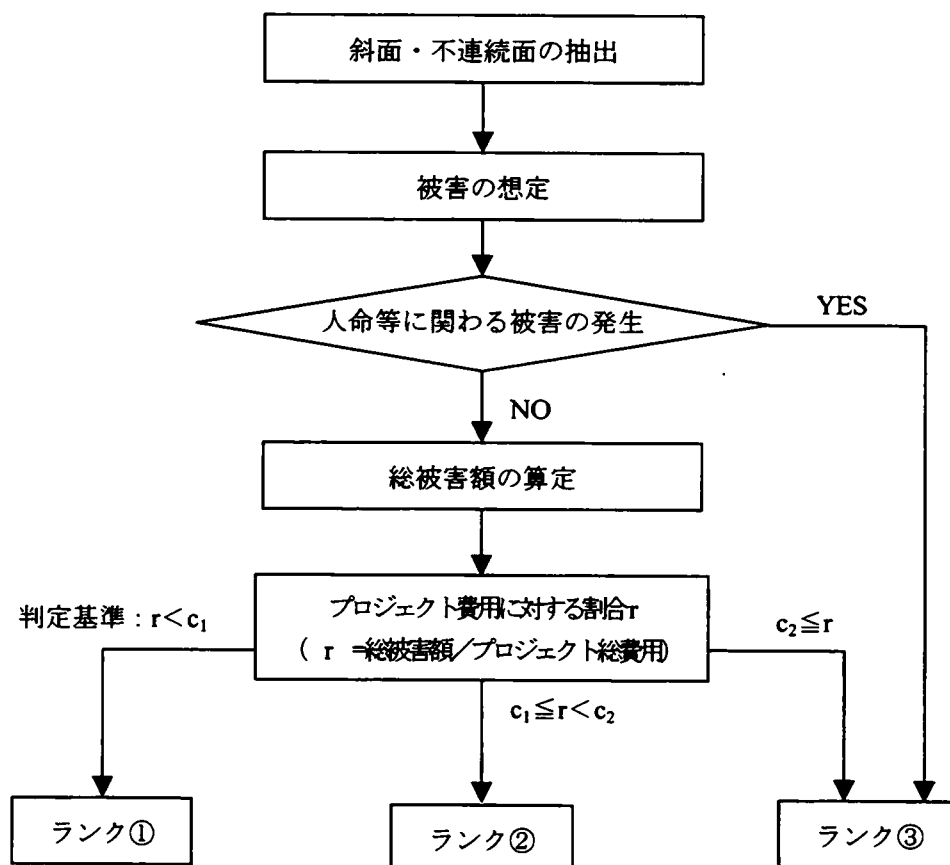 斜面・不連続面の抽出
被害の想定
人命等に関わる被害の発生
YES
NO
総被害額の算定
プロジェクト費用に対する割合r
( r =総被害額／プロジェクト総費用)
判定基準：r＜c₁
c₂≦r
c₁≦r＜c₂
ランク①
ランク②
ランク③